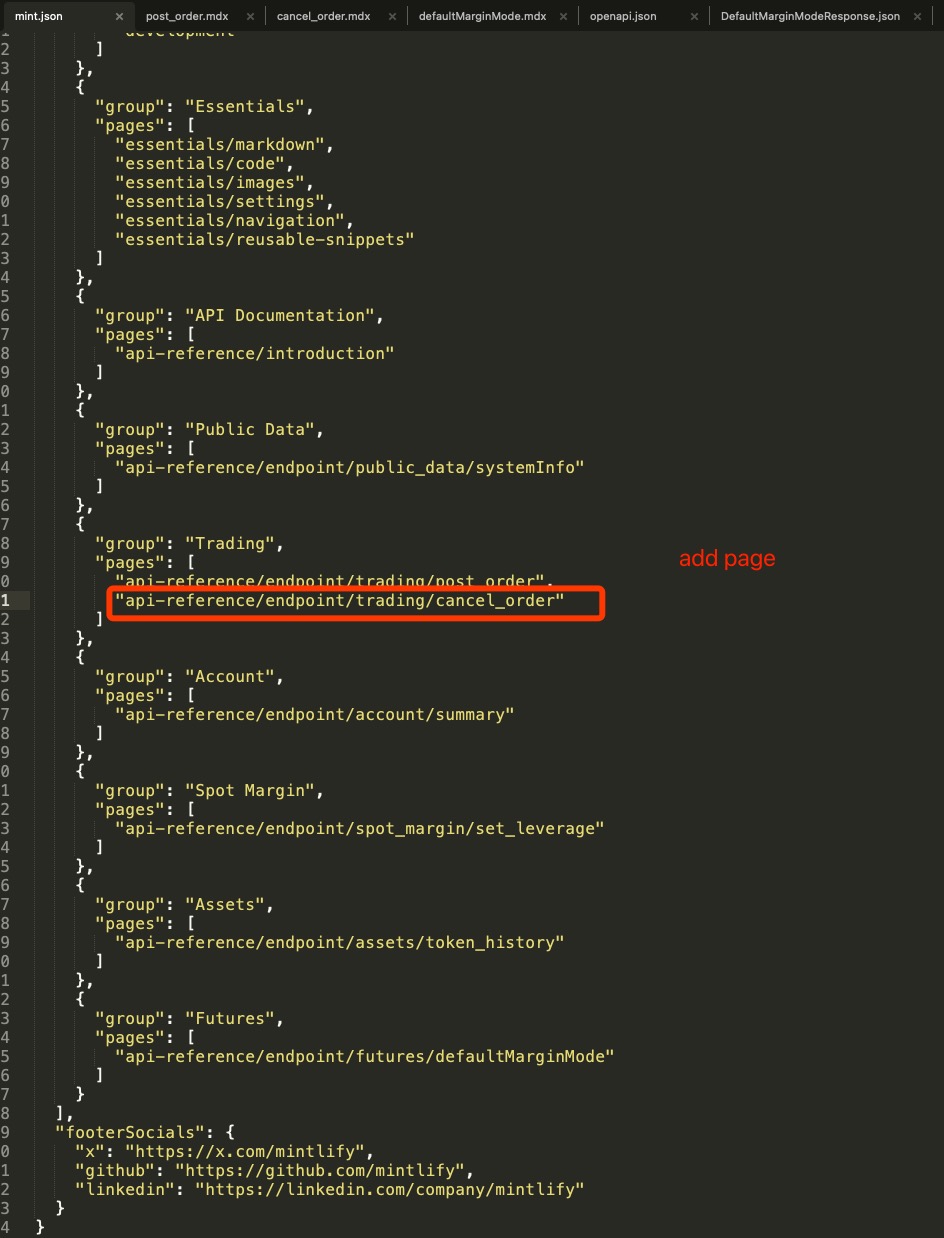 mint.json × post_order.mdx × cancel_order.mdx × defaultMarginMode.mdx × openapi.json × DefaultMarginModeResponse.json ×
1 development"
2 ]
3 },
4 {
5 "group": "Essentials",
6 "pages": [
7 "essentials/markdown",
8 "essentials/code",
9 "essentials/images",
0 "essentials/settings",
1 "essentials/navigation",
2 "essentials/reusable-snippets"
3 ]
4 },
5 {
6 "group": "API Documentation",
7 "pages": [
8 "api-reference/introduction"
9 ]
0 },
1 {
2 "group": "Public Data",
3 "pages": [
4 "api-reference/endpoint/public_data/systemInfo"
5 ]
6 },
7 {
8 "group": "Trading",
add page
9 "pages": [
0 "api-reference/endpoint/trading/post_order",
1 "api-reference/endpoint/trading/cancel_order"
2 ]
3 },
4 {
5 "group": "Account",
6 "pages": [
7 "api-reference/endpoint/account/summary"
8 ]
9 },
0 {
1 "group": "Spot Margin",
2 "pages": [
3 "api-reference/endpoint/spot_margin/set_leverage"
4 ]
5 },
6 {
7 "group": "Assets",
8 "pages": [
9 "api-reference/endpoint/assets/token_history"
0 ]
1 },
2 {
3 "group": "Futures",
4 "pages": [
5 "api-reference/endpoint/futures/defaultMarginMode"
6 ]
7 }
8 ],
9 "footerSocials": {
0 "x": "https://x.com/mintlify",
1 "github": "https://github.com/mintlify",
2 "linkedin": "https://linkedin.com/company/mintlify"
3 }
4 }